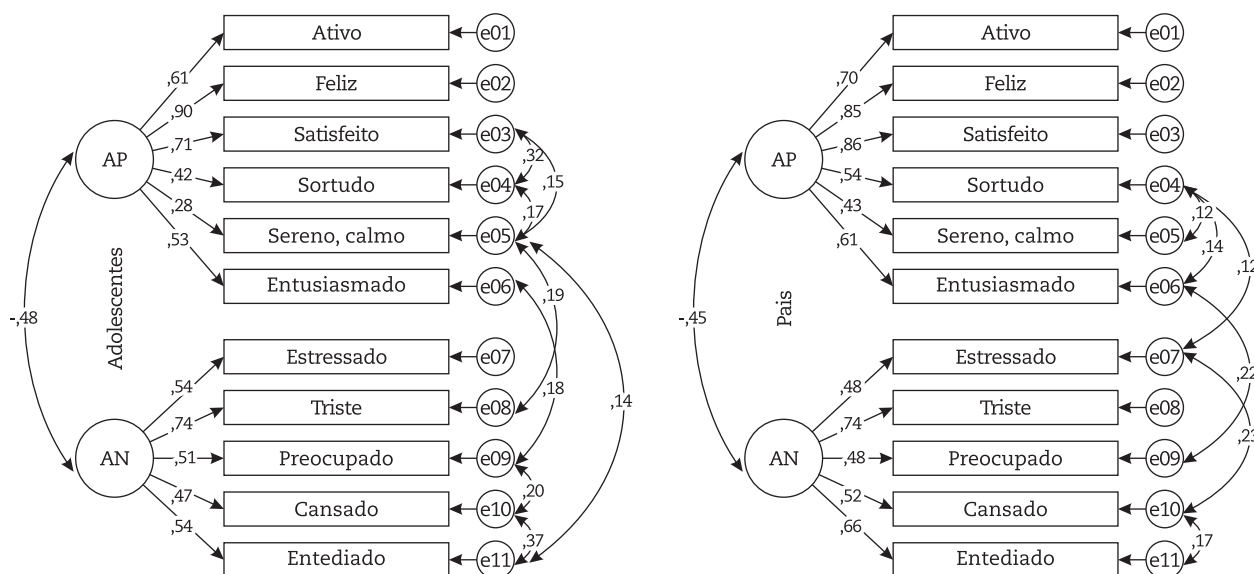 Ativo
e01
,61
Feliz
e02
,90
Satisfeito
e03
,71
,32
AP
Sortudo
e04
,42
,15
,17
Sereno, calmo
e05
,28
,53
Entusiasmado
e06
,19
-,48
Adolescentes
Estressado
e07
,54
,18
Triste
e08
,74
,14
AN
Preocupado
e09
,51
,20
Cansado
e10
,47
,37
Entediado
e11
,54
Ativo
e01
,70
Feliz
e02
,85
Satisfeito
e03
,86
AP
Sortudo
e04
,54
,12
Sereno, calmo
e05
,43
,14
,12
Entusiasmado
e06
,61
-,45
Pais
Estressado
e07
,48
,22
Triste
e08
,74
,23
AN
Preocupado
e09
,48
Cansado
e10
,52
,17
Entediado
e11
,66